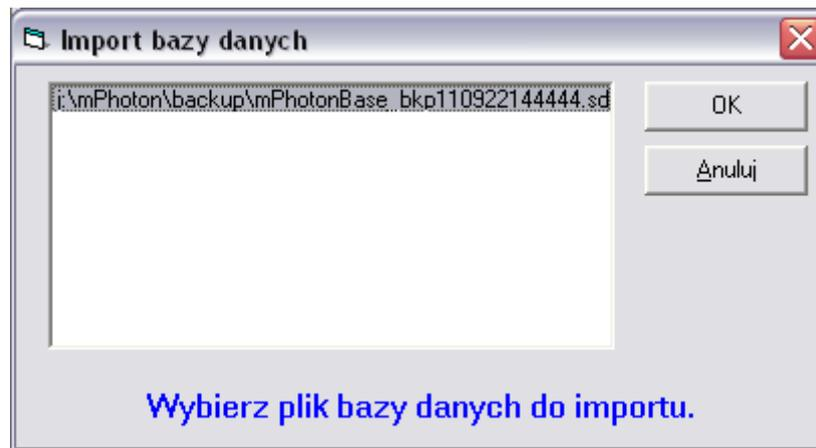 Import bazy danych
i:\mPhoton\backup\mPhotonBase_bkp110922144444.sd
OK
Anuluj
Wybierz plik bazy danych do importu.